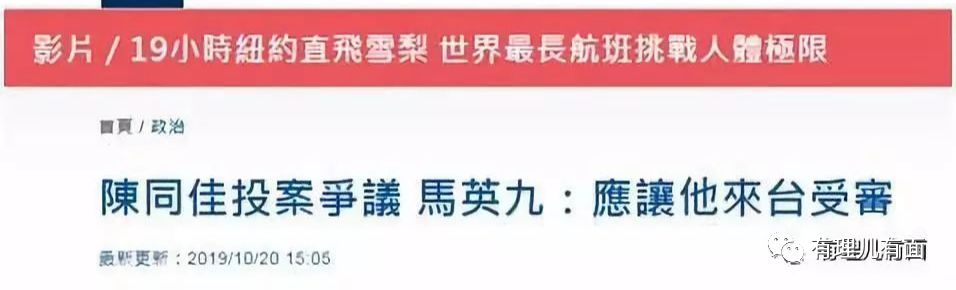 影片 / 19小時紐約直飛雪梨 世界最長航班挑戰人體極限
首頁 / 政治
陳同佳投案爭議 馬英九：應讓他來台受審
最新更新：2019/10/20 15:05
有理儿有面